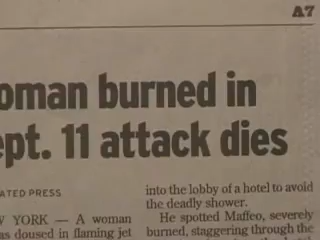 A7
oman burned in
ept. 11 attack dies
ATED PRESS
W YORK — A woman
as doused in flaming jet
into the lobby of a hotel to avoid
the deadly shower.
He spotted Maffeo, severely
burned, staggering through the